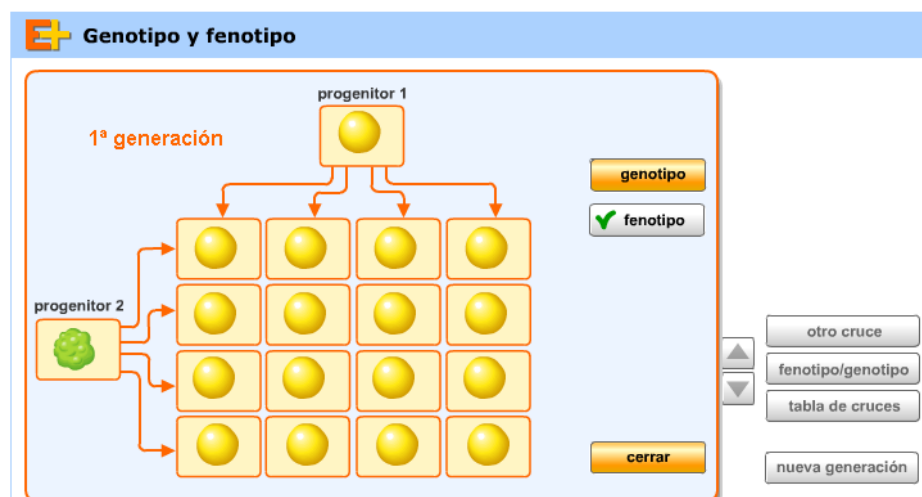 E+ Genotipo y fenotipo
progenitor 1
1ª generación
genotipo
fenotipo
progenitor 2
otro cruce
fenotipo/genotipo
tabla de cruces
cerrar
nueva generación